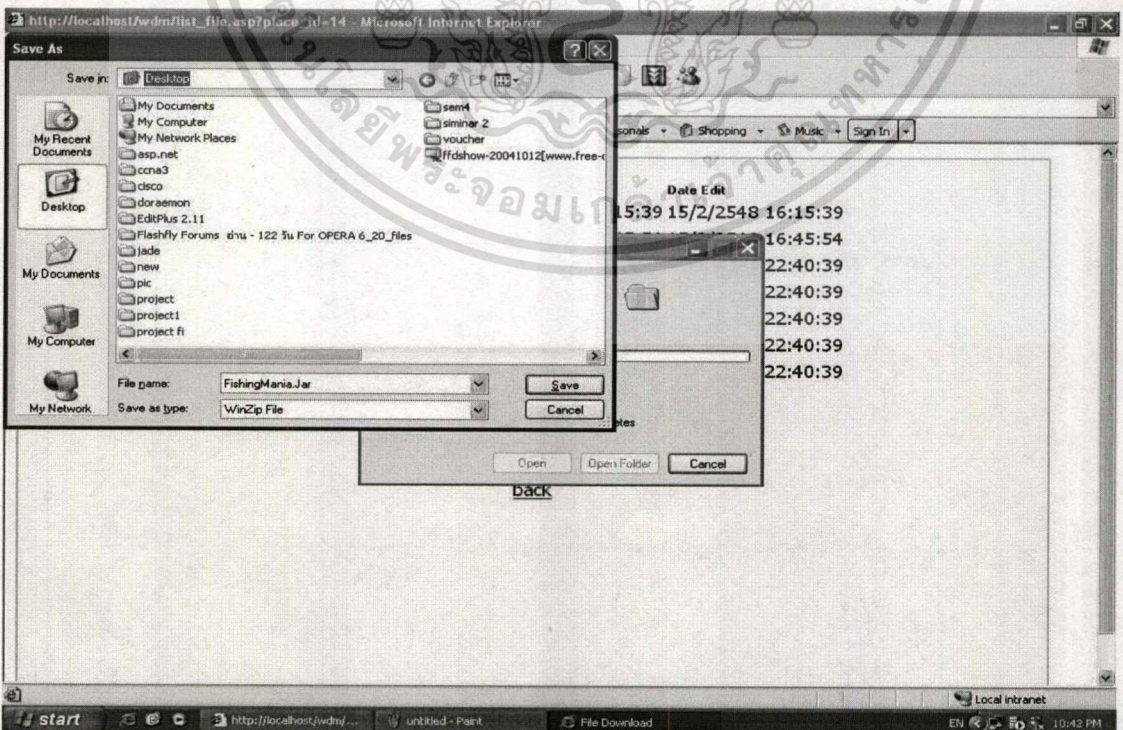 http://localhost/wdm/list_file.asp?place_id=14 - Microsoft Internet Explorer
Save As
Save in:
Desktop
My Recent Documents
Desktop
My Documents
My Computer
My Network
My Documents
My Computer
My Network Places
asp.net
ccna3
cisco
doraemon
EditPlus 2.11
Flashfly Forums อ่าน - 122 วัน For OPERA 6_20_files
jade
new
pic
project
project1
project fi
sem4
siminar 2
voucher
ffdshow-20041012[www.free-c
File name:
FishingMania.Jar
Save
Save as type:
WinZip File
Cancel
Shopping
Music
Sign In
Date Edit
15:39 15/2/2548 16:15:39
16:45:54
22:40:39
22:40:39
22:40:39
22:40:39
22:40:39
Open
Open Folder
Cancel
back
Local intranet
start
http://localhost/wdm/...
untitled - Paint
File Download
EN
10:42 PM